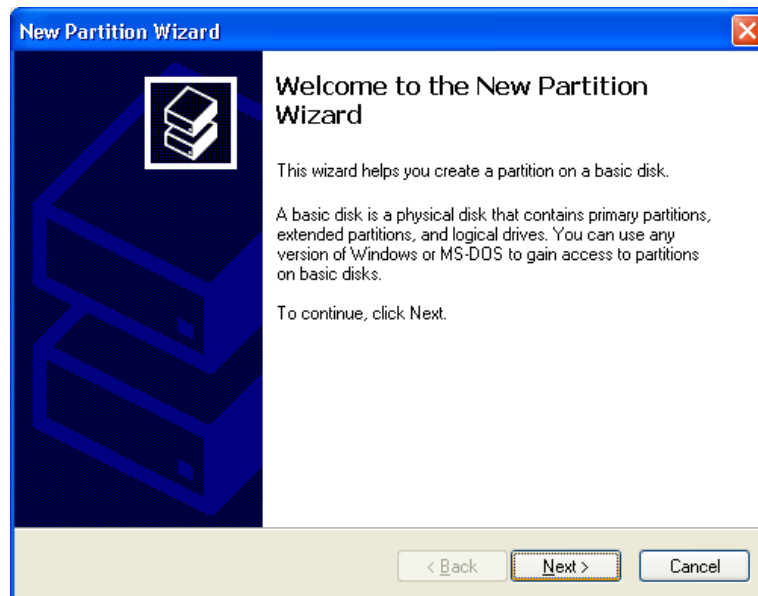 New Partition Wizard
Welcome to the New Partition
Wizard
This wizard helps you create a partition on a basic disk.
A basic disk is a physical disk that contains primary partitions,
extended partitions, and logical drives. You can use any
version of Windows or MS-DOS to gain access to partitions
on basic disks.
To continue, click Next.
< Back
Next >
Cancel